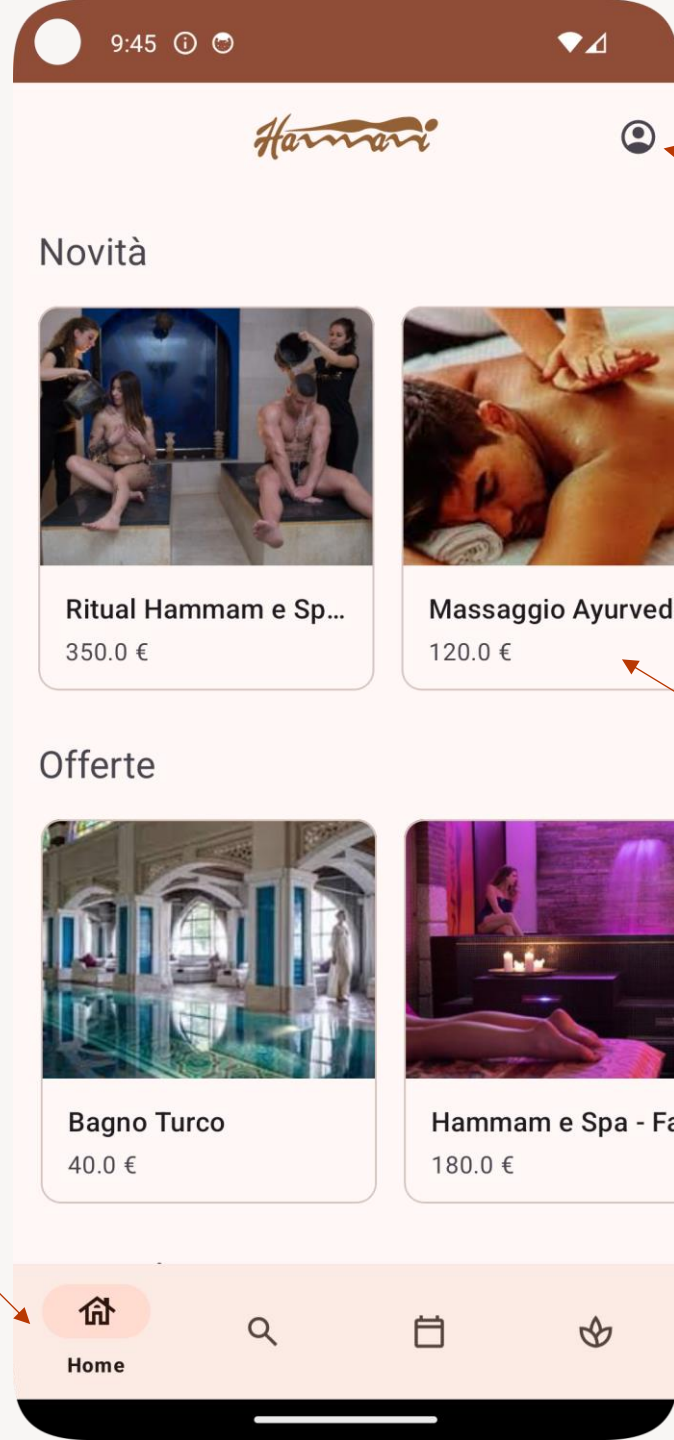 9:45
Hammami
Novità
Ritual Hammam e Sp...
350.0 €
Massaggio Ayurved
120.0 €
Offerte
Bagno Turco
40.0 €
Hammam e Spa - Fa
180.0 €
Home